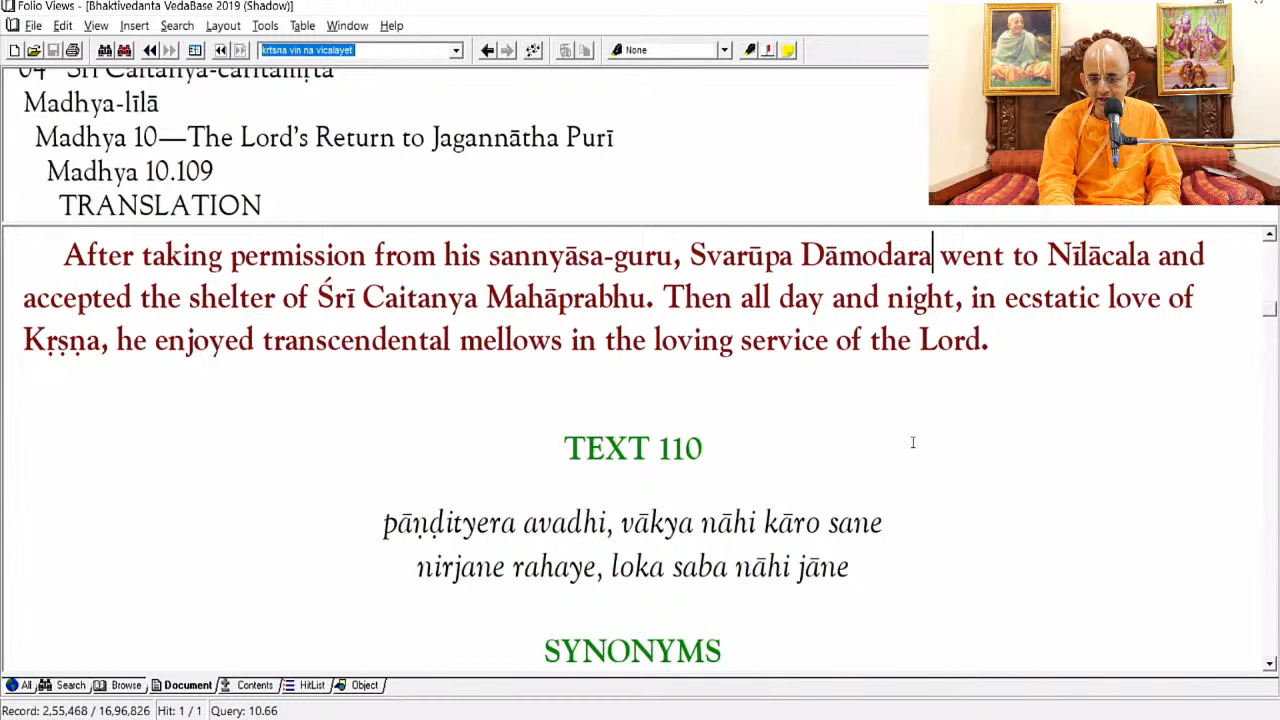 Folio Views - [Bhaktivedanta VedaBase 2019 (Shadow)]
File Edit View Insert Search Layout Tools Table Window Help
krtsna vin na vicalayet
None
04 Śrī Caitanya-caritāmṛta
Madhya-līlā
Madhya 10—The Lord's Return to Jagannātha Purī
Madhya 10.109
TRANSLATION
After taking permission from his sannyāsa-guru, Svarūpa Dāmodara went to Nīlācala and
accepted the shelter of Śrī Caitanya Mahāprabhu. Then all day and night, in ecstatic love of
Kṛṣṇa, he enjoyed transcendental mellows in the loving service of the Lord.
TEXT 110
pāṇḍityera avadhi, vākya nāhi kāro sane
nirjane rahaye, loka saba nāhi jāne
SYNONYMS
All Search Browse Document Contents HitList Object
Record: 2,55,468 / 16,96,826 Hit: 1 / 1 Query: 10.66